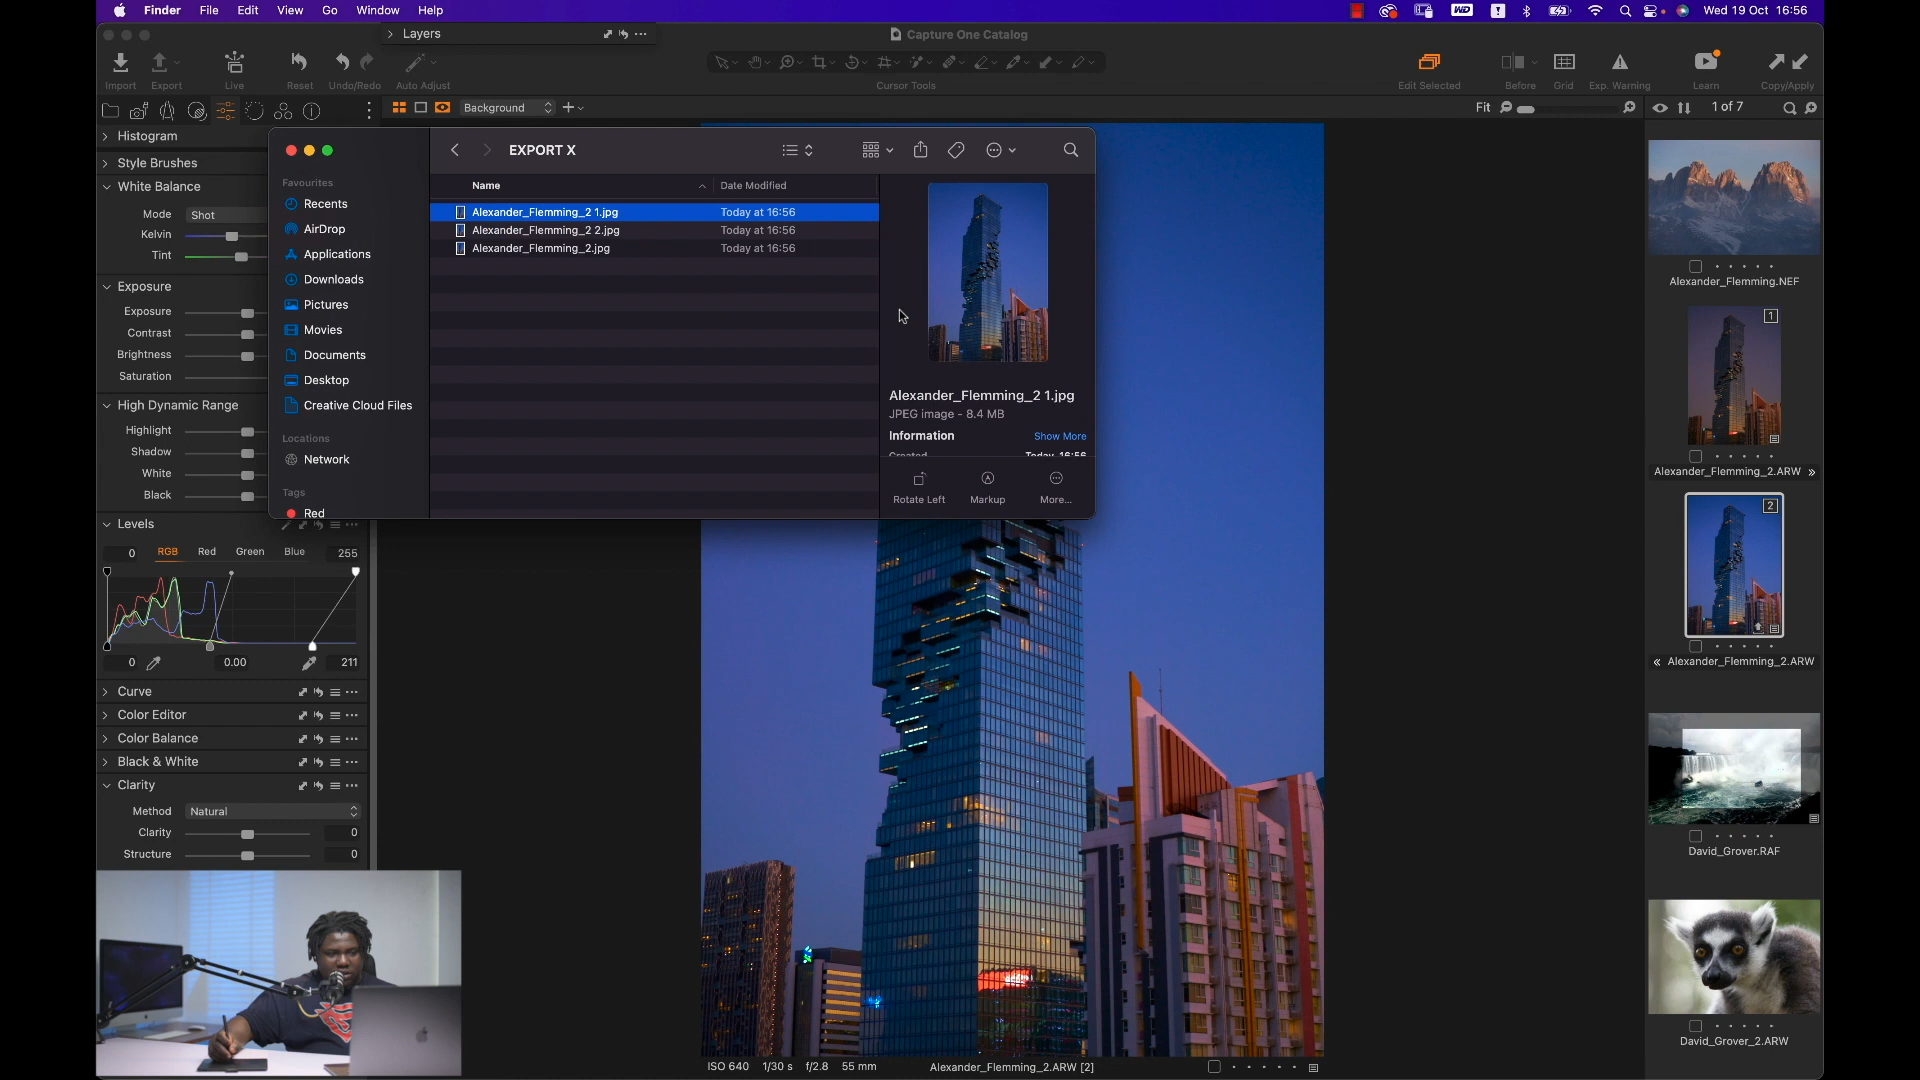 Finder File Edit View Go Window Help
Wed 19 Oct 16:56
Layers
Capture One Catalog
Import Export Live Reset Undo/Redo Auto Adjust
Cursor Tools
Edit Selected Before Grid Exp. Warning Learn Copy/Apply
Background
Fit
1 of 7
Histogram
Style Brushes
White Balance
Mode Shot
Kelvin
Tint
Exposure
Exposure
Contrast
Brightness
Saturation
High Dynamic Range
Highlight
Shadow
White
Black
EXPORT X
Favourites
Recents
AirDrop
Applications
Downloads
Pictures
Movies
Documents
Desktop
Creative Cloud Files
Locations
Network
Tags
Red
Name Date Modified
Alexander_Flemming_2 1.jpg Today at 16:56
Alexander_Flemming_2 2.jpg Today at 16:56
Alexander_Flemming_2.jpg Today at 16:56
Alexander_Flemming_2 1.jpg
JPEG image - 8.4 MB
Information Show More
Created Today, 16:56
Rotate Left Markup More...
Levels
0 RGB Red Green Blue 255
0 0.00 211
Curve
Color Editor
Color Balance
Black & White
Clarity
Method Natural
Clarity 0
Structure 0
ISO 640 1/30 s f/2.8 55 mm
Alexander_Flemming_2.ARW [2]
Alexander_Flemming.NEF
1
Alexander_Flemming_2.ARW »
2
« Alexander_Flemming_2.ARW
David_Grover.RAF
David_Grover_2.ARW